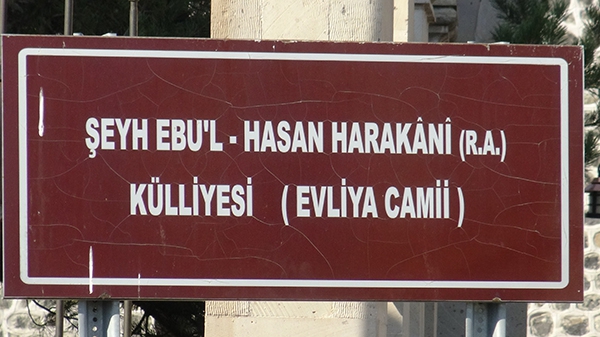 ŞEYH EBU'L - HASAN HARAKÂNÎ (R.A.)
KÜLLİYESİ ( EVLİYA CAMİİ )